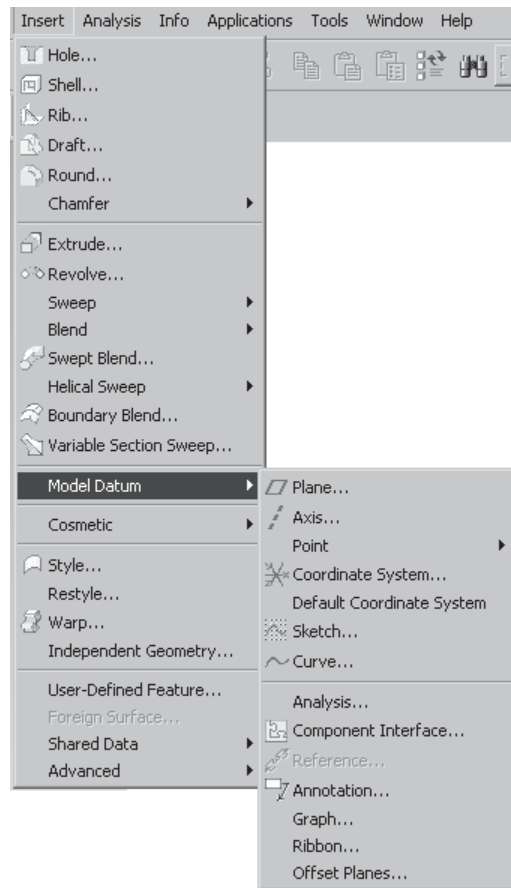 Insert Analysis Info Applications Tools Window Help
Hole...
Shell...
Rib...
Draft...
Round...
Chamfer
Extrude...
Revolve...
Sweep
Blend
Swept Blend...
Helical Sweep
Boundary Blend...
Variable Section Sweep...
Model Datum
Cosmetic
Style...
Restyle...
Warp...
Independent Geometry...
User-Defined Feature...
Foreign Surface...
Shared Data
Advanced
Plane...
Axis...
Point
Coordinate System...
Default Coordinate System
Sketch...
Curve...
Analysis...
Component Interface...
Reference...
Annotation...
Graph...
Ribbon...
Offset Planes...